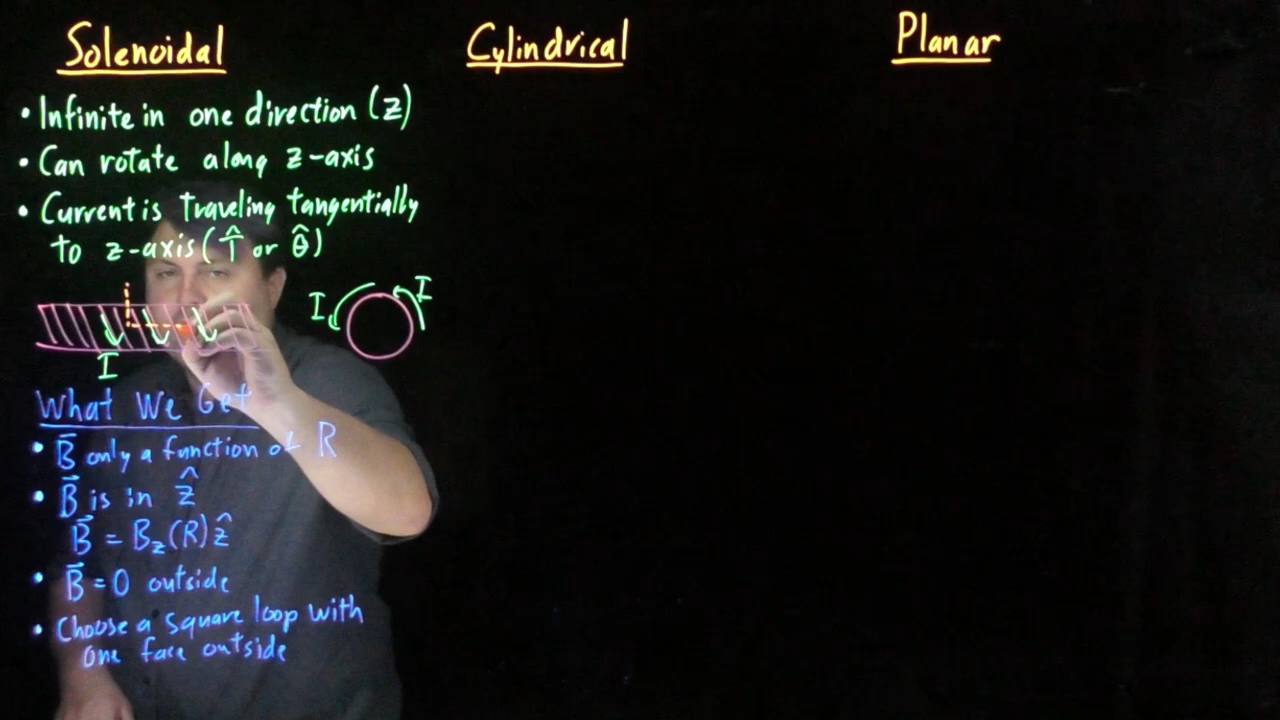 Solenoidal
Cylindrical
Planar
• Infinite in one direction (z)
• Can rotate along z-axis
• Current is traveling tangentially
to z-axis (T̂ or θ̂)
I
I
I
What We Get
• B⃗ only a function of R
• B⃗ is in ẑ
B⃗ = B_z(R) ẑ
• B⃗ = 0 outside
• Choose a square loop with
one face outside